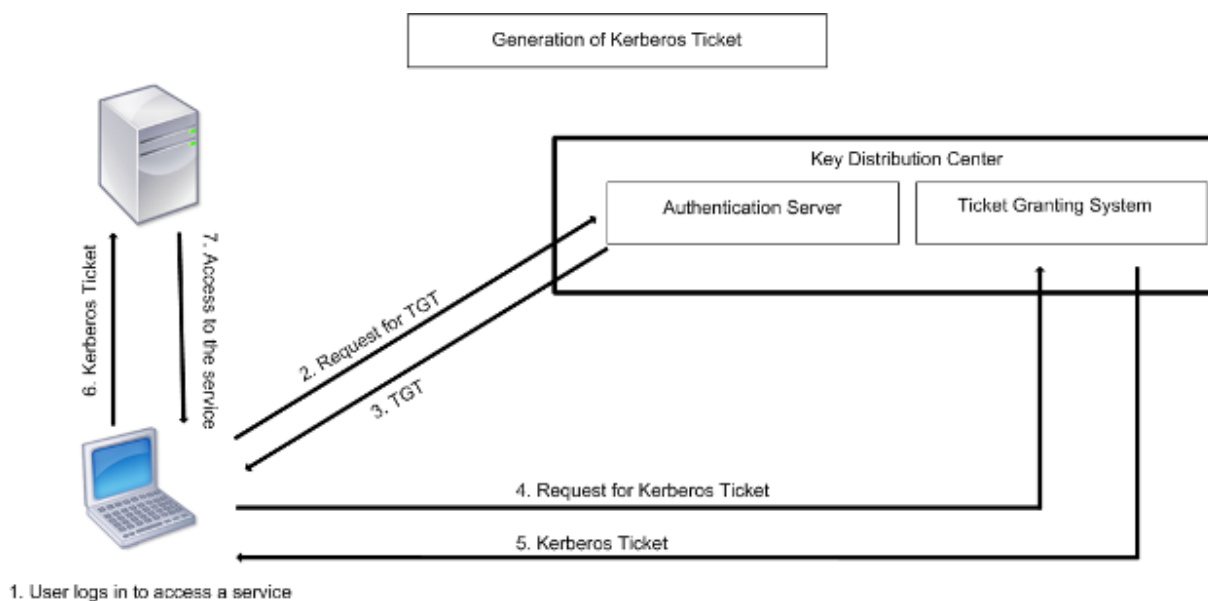 Generation of Kerberos Ticket
Key Distribution Center
Authentication Server
Ticket Granting System
6. Kerberos Ticket
7. Access to the service
2. Request for TGT
3. TGT
4. Request for Kerberos Ticket
5. Kerberos Ticket
1. User logs in to access a service